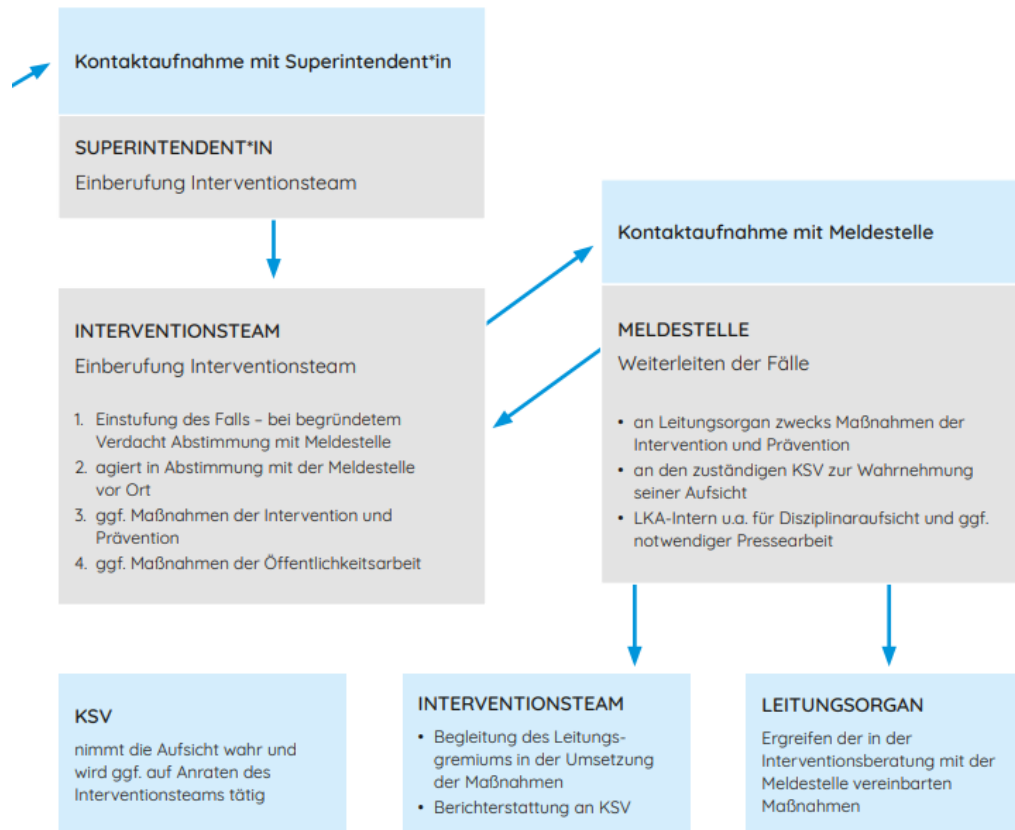 Kontaktaufnahme mit Superintendent*in
SUPERINTENDENT*IN
Einberufung Interventionsteam
INTERVENTIONSTEAM
Einberufung Interventionsteam
1. Einstufung des Falls – bei begründetem
Verdacht Abstimmung mit Meldestelle
2. agiert in Abstimmung mit der Meldestelle
vor Ort
3. ggf. Maßnahmen der Intervention und
Prävention
4. ggf. Maßnahmen der Öffentlichkeitsarbeit
Kontaktaufnahme mit Meldestelle
MELDESTELLE
Weiterleiten der Fälle
• an Leitungsorgan zwecks Maßnahmen der
Intervention und Prävention
• an den zuständigen KSV zur Wahrnehmung
seiner Aufsicht
• LKA-Intern u.a. für Disziplinaraufsicht und ggf.
notwendiger Pressearbeit
KSV
nimmt die Aufsicht wahr und
wird ggf. auf Anraten des
Interventionsteams tätig
INTERVENTIONSTEAM
• Begleitung des Leitungs-
gremiums in der Umsetzung
der Maßnahmen
• Berichterstattung an KSV
LEITUNGSORGAN
Ergreifen der in der
Interventionsberatung mit der
Meldestelle vereinbarten
Maßnahmen